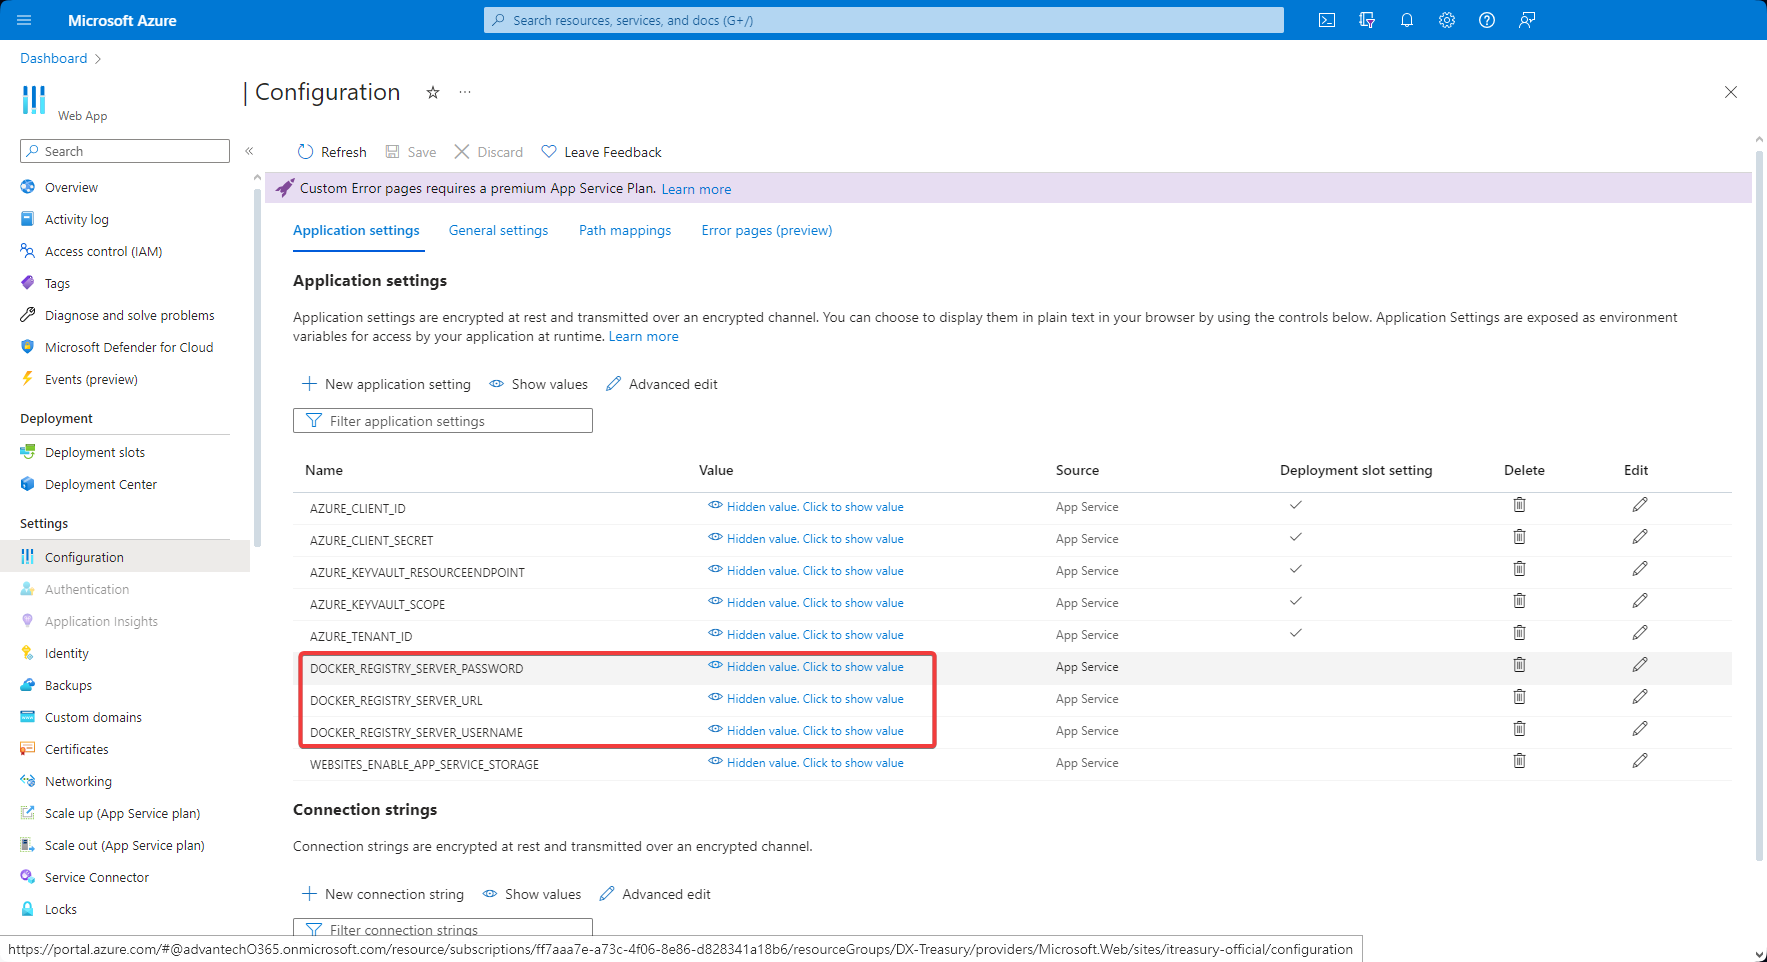 Microsoft Azure
Search resources, services, and docs (G+/)
Dashboard
| Configuration
Web App
Search
Refresh
Save
Discard
Leave Feedback
Custom Error pages requires a premium App Service Plan. Learn more
Overview
Activity log
Access control (IAM)
Tags
Diagnose and solve problems
Microsoft Defender for Cloud
Events (preview)
Deployment
Deployment slots
Deployment Center
Settings
Configuration
Authentication
Application Insights
Identity
Backups
Custom domains
Certificates
Networking
Scale up (App Service plan)
Scale out (App Service plan)
Service Connector
Locks
Application settings
General settings
Path mappings
Error pages (preview)
Application settings
Application settings are encrypted at rest and transmitted over an encrypted channel. You can choose to display them in plain text in your browser by using the controls below. Application Settings are exposed as environment
variables for access by your application at runtime. Learn more
New application setting
Show values
Advanced edit
Filter application settings
Name Value Source Deployment slot setting Delete Edit
AZURE_CLIENT_ID Hidden value. Click to show value App Service
AZURE_CLIENT_SECRET Hidden value. Click to show value App Service
AZURE_KEYVAULT_RESOURCEENDPOINT Hidden value. Click to show value App Service
AZURE_KEYVAULT_SCOPE Hidden value. Click to show value App Service
AZURE_TENANT_ID Hidden value. Click to show value App Service
DOCKER_REGISTRY_SERVER_PASSWORD Hidden value. Click to show value App Service
DOCKER_REGISTRY_SERVER_URL Hidden value. Click to show value App Service
DOCKER_REGISTRY_SERVER_USERNAME Hidden value. Click to show value App Service
WEBSITES_ENABLE_APP_SERVICE_STORAGE Hidden value. Click to show value App Service
Connection strings
Connection strings are encrypted at rest and transmitted over an encrypted channel.
New connection string
Show values
Advanced edit
Filter connection strings
https://portal.azure.com/#@advantechO365.onmicrosoft.com/resource/subscriptions/ff7aaa7e-a73c-4f06-8e86-d828341a18b6/resourceGroups/DX-Treasury/providers/Microsoft.Web/sites/itreasury-official/configuration